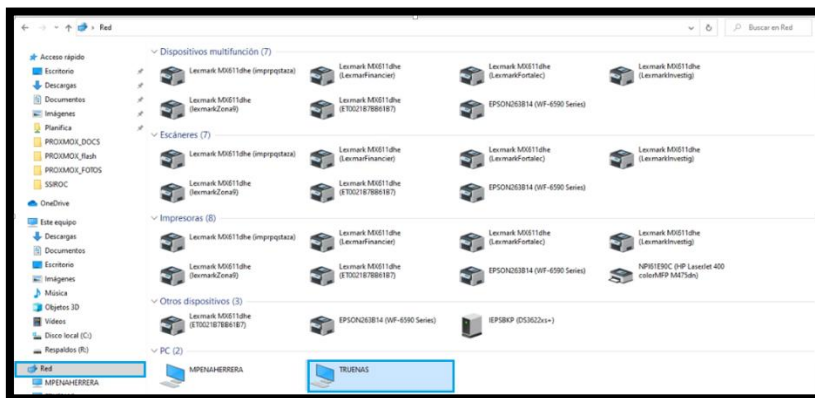 Red
Buscar en Red
Acceso rápido
Escritorio
Descargas
Documentos
Imágenes
Planifica
PROXMOX_DOCS
PROXMOX_flash
PROXMOX_FOTOS
SSIROC
OneDrive
Este equipo
Descargas
Documentos
Escritorio
Imágenes
Música
Objetos 3D
Vídeos
Disco local (C:)
Respaldos (R:)
Red
MPENAHERRERA
Dispositivos multifunción (7)
Lexmark MX611dhe (imprpqstaza)
Lexmark MX611dhe
(LexmarFinancier)
Lexmark MX611dhe
(LexmarkFortalec)
Lexmark MX611dhe
(lexmarkInvestig)
Lexmark MX611dhe
(lexmarkZona9)
Lexmark MX611dhe
(ET0021B7BB61B7)
EPSON263B14 (WF-6590 Series)
Escáneres (7)
Lexmark MX611dhe (imprpqstaza)
Lexmark MX611dhe
(LexmarFinancier)
Lexmark MX611dhe
(LexmarkFortalec)
Lexmark MX611dhe
(lexmarkInvestig)
Lexmark MX611dhe
(lexmarkZona9)
Lexmark MX611dhe
(ET0021B7BB61B7)
EPSON263B14 (WF-6590 Series)
Impresoras (8)
Lexmark MX611dhe (imprpqstaza)
Lexmark MX611dhe
(LexmarFinancier)
Lexmark MX611dhe
(LexmarkFortalec)
Lexmark MX611dhe
(lexmarkInvestig)
Lexmark MX611dhe
(lexmarkZona9)
Lexmark MX611dhe
(ET0021B7BB61B7)
EPSON263B14 (WF-6590 Series)
NPI61E90C (HP LaserJet 400
colorMFP M475dn)
Otros dispositivos (3)
Lexmark MX611dhe
(ET0021B7BB61B7)
EPSON263B14 (WF-6590 Series)
IEPSBKP (DS3622xs+)
PC (2)
MPENAHERRERA
TRUENAS